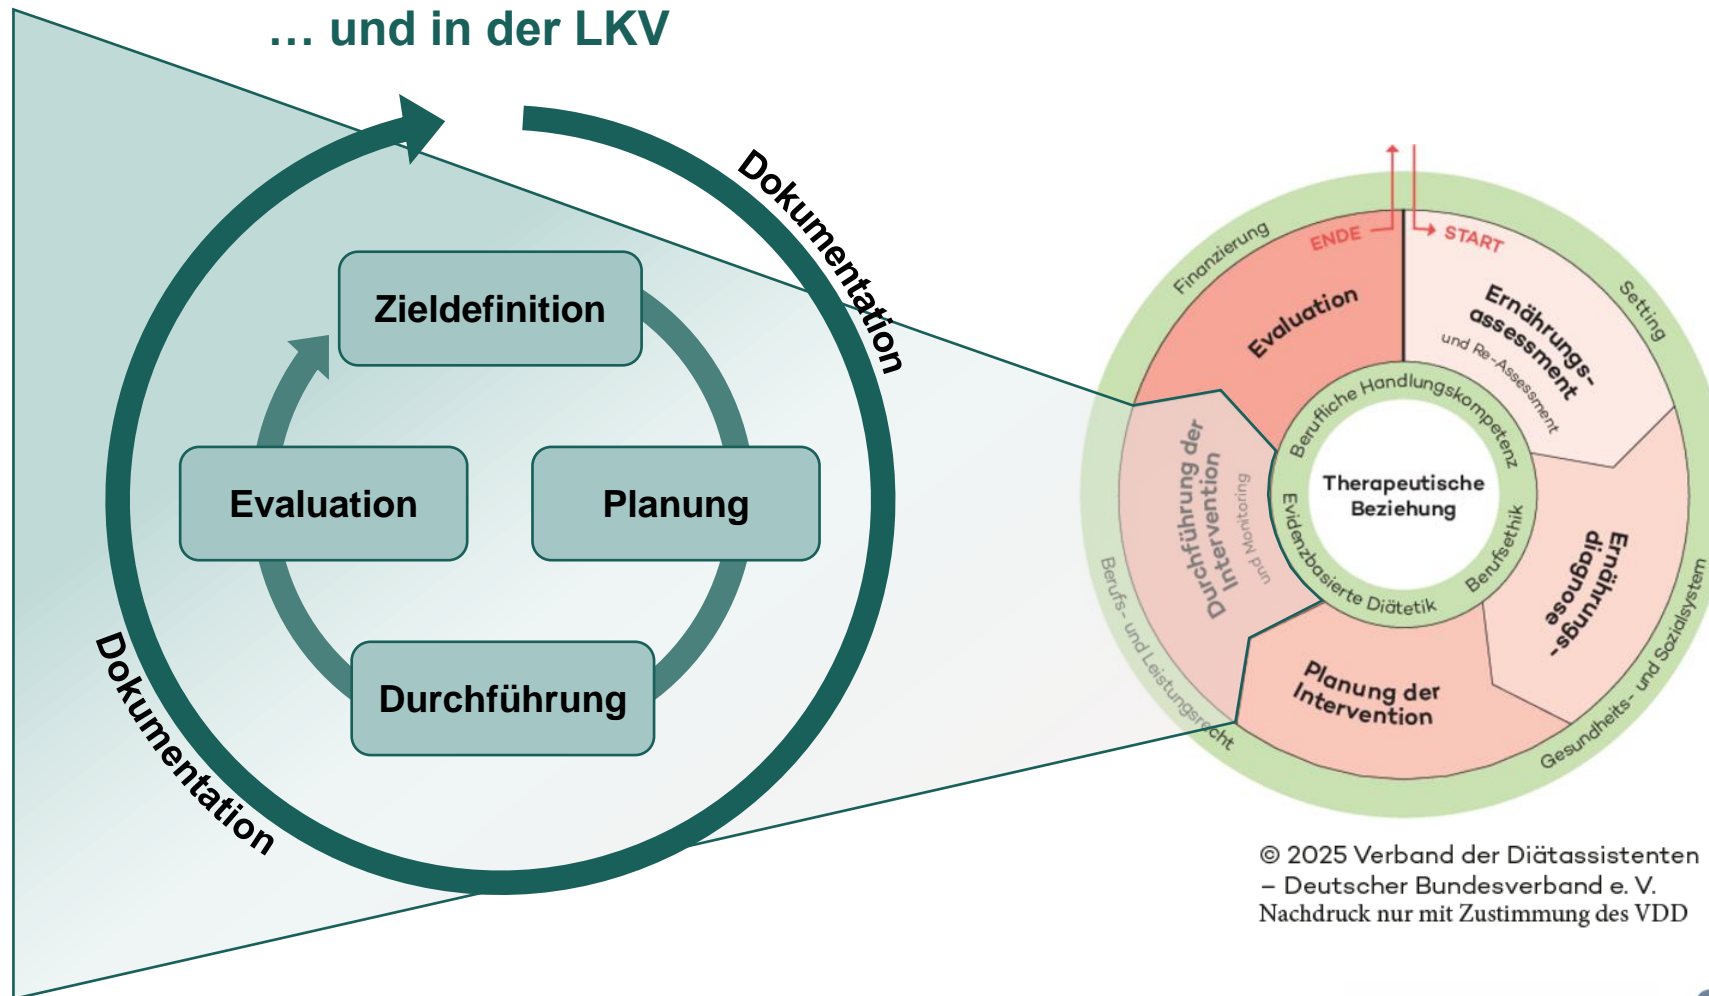 … und in der LKV
Dokumentation
Zieldefinition
Evaluation
Planung
Durchführung
Dokumentation
ENDE
START
Finanzierung
Setting
Evaluation
Ernährungs-
assessment
und Re-Assessment
Berufliche Handlungskompetenz
Durchführung der
Intervention
und Monitoring
Therapeutische
Beziehung
Evidenzbasierte Diätetik
Berufsethik
Ernährungs-
diagnose
Berufs- und Leistungsrecht
Planung der
Intervention
Gesundheits- und Sozialsystem
© 2025 Verband der Diätassistenten
– Deutscher Bundesverband e. V.
Nachdruck nur mit Zustimmung des VDD